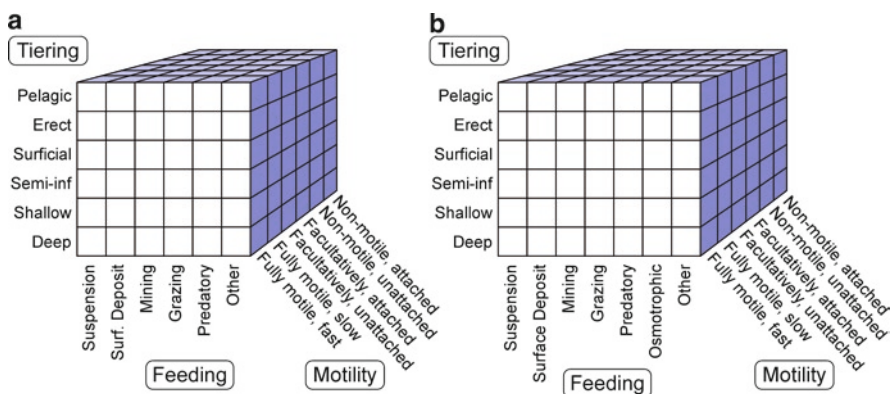 a
Tiering
Pelagic
Erect
Surficial
Semi-inf
Shallow
Deep
Suspension
Surf. Deposit
Mining
Grazing
Predatory
Other
Feeding
Non-motile, attached
Non-motile, unattached
Facultatively, attached
Facultatively, unattached
Fully motile, slow
Fully motile, fast
Motility
b
Tiering
Pelagic
Erect
Surficial
Semi-inf
Shallow
Deep
Suspension
Surface Deposit
Mining
Grazing
Predatory
Osmotrophic
Other
Feeding
Non-motile, attached
Non-motile, unattached
Facultatively, attached
Facultatively, unattached
Fully motile, slow
Fully motile, fast
Motility